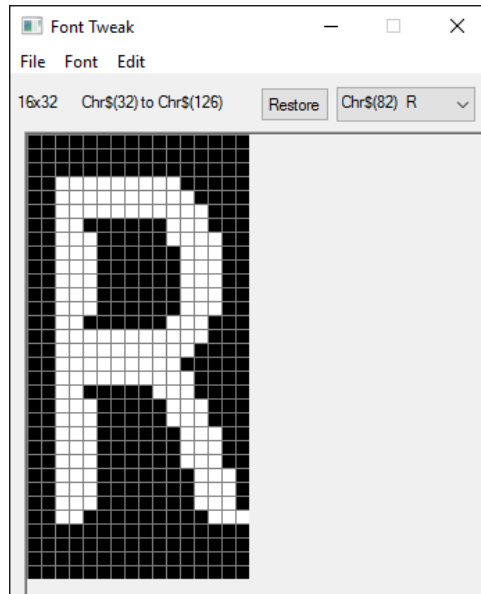 Font Tweak
File Font Edit
16x32 Chr$(32) to Chr$(126) Restore Chr$(82) R
R